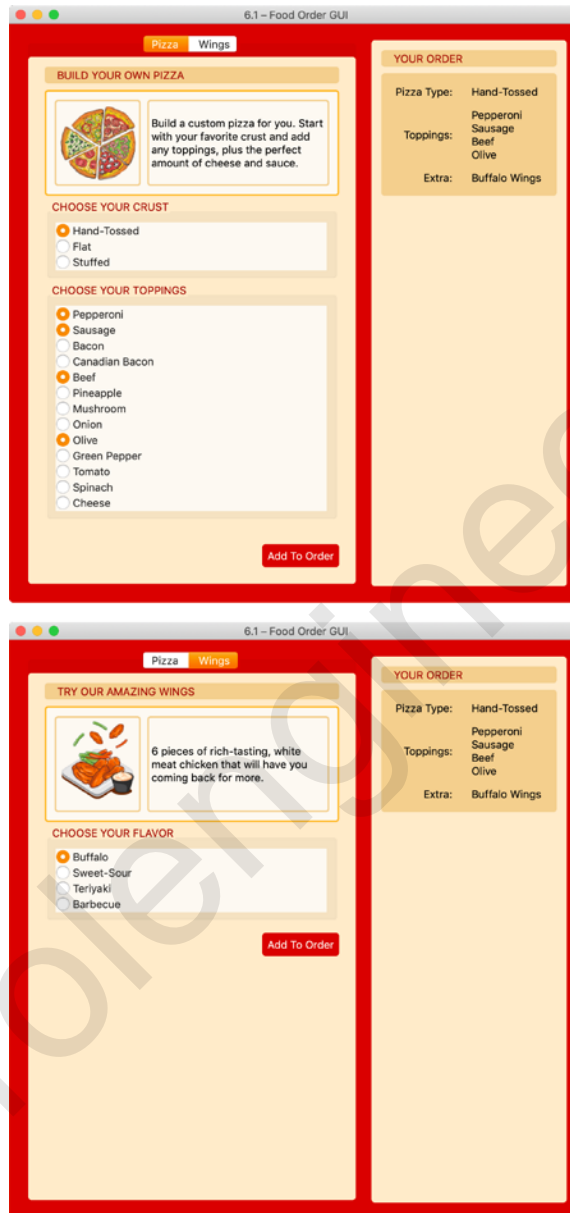 6.1 – Food Order GUI
Pizza Wings
BUILD YOUR OWN PIZZA
Build a custom pizza for you. Start
with your favorite crust and add
any toppings, plus the perfect
amount of cheese and sauce.
CHOOSE YOUR CRUST
Hand-Tossed
Flat
Stuffed
CHOOSE YOUR TOPPINGS
Pepperoni
Sausage
Bacon
Canadian Bacon
Beef
Pineapple
Mushroom
Onion
Olive
Green Pepper
Tomato
Spinach
Cheese
Add To Order
YOUR ORDER
Pizza Type: Hand-Tossed
Toppings: Pepperoni
Sausage
Beef
Olive
Extra: Buffalo Wings
6.1 – Food Order GUI
Pizza Wings
TRY OUR AMAZING WINGS
6 pieces of rich-tasting, white
meat chicken that will have you
coming back for more.
CHOOSE YOUR FLAVOR
Buffalo
Sweet-Sour
Teriyaki
Barbecue
Add To Order
YOUR ORDER
Pizza Type: Hand-Tossed
Toppings: Pepperoni
Sausage
Beef
Olive
Extra: Buffalo Wings